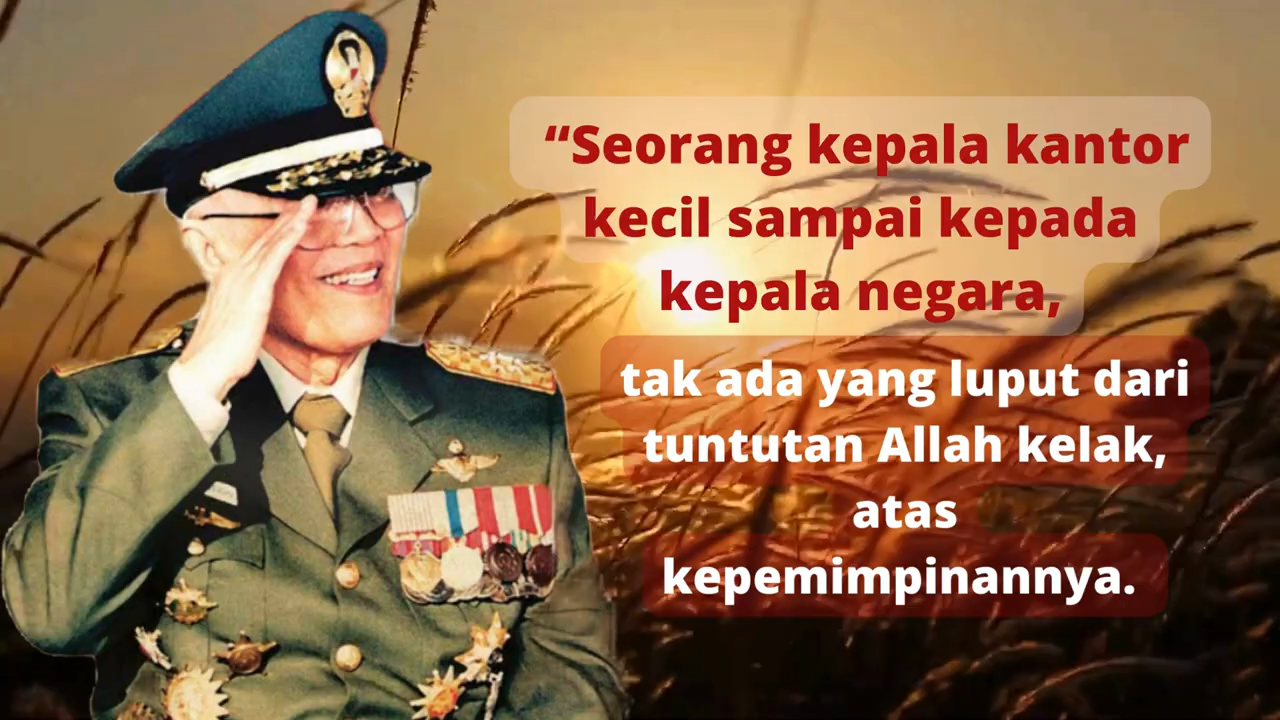 “Seorang kepala kantor
kecil sampai kepada
kepala negara,
tak ada yang luput dari
tuntutan Allah kelak,
atas
kepemimpinannya.